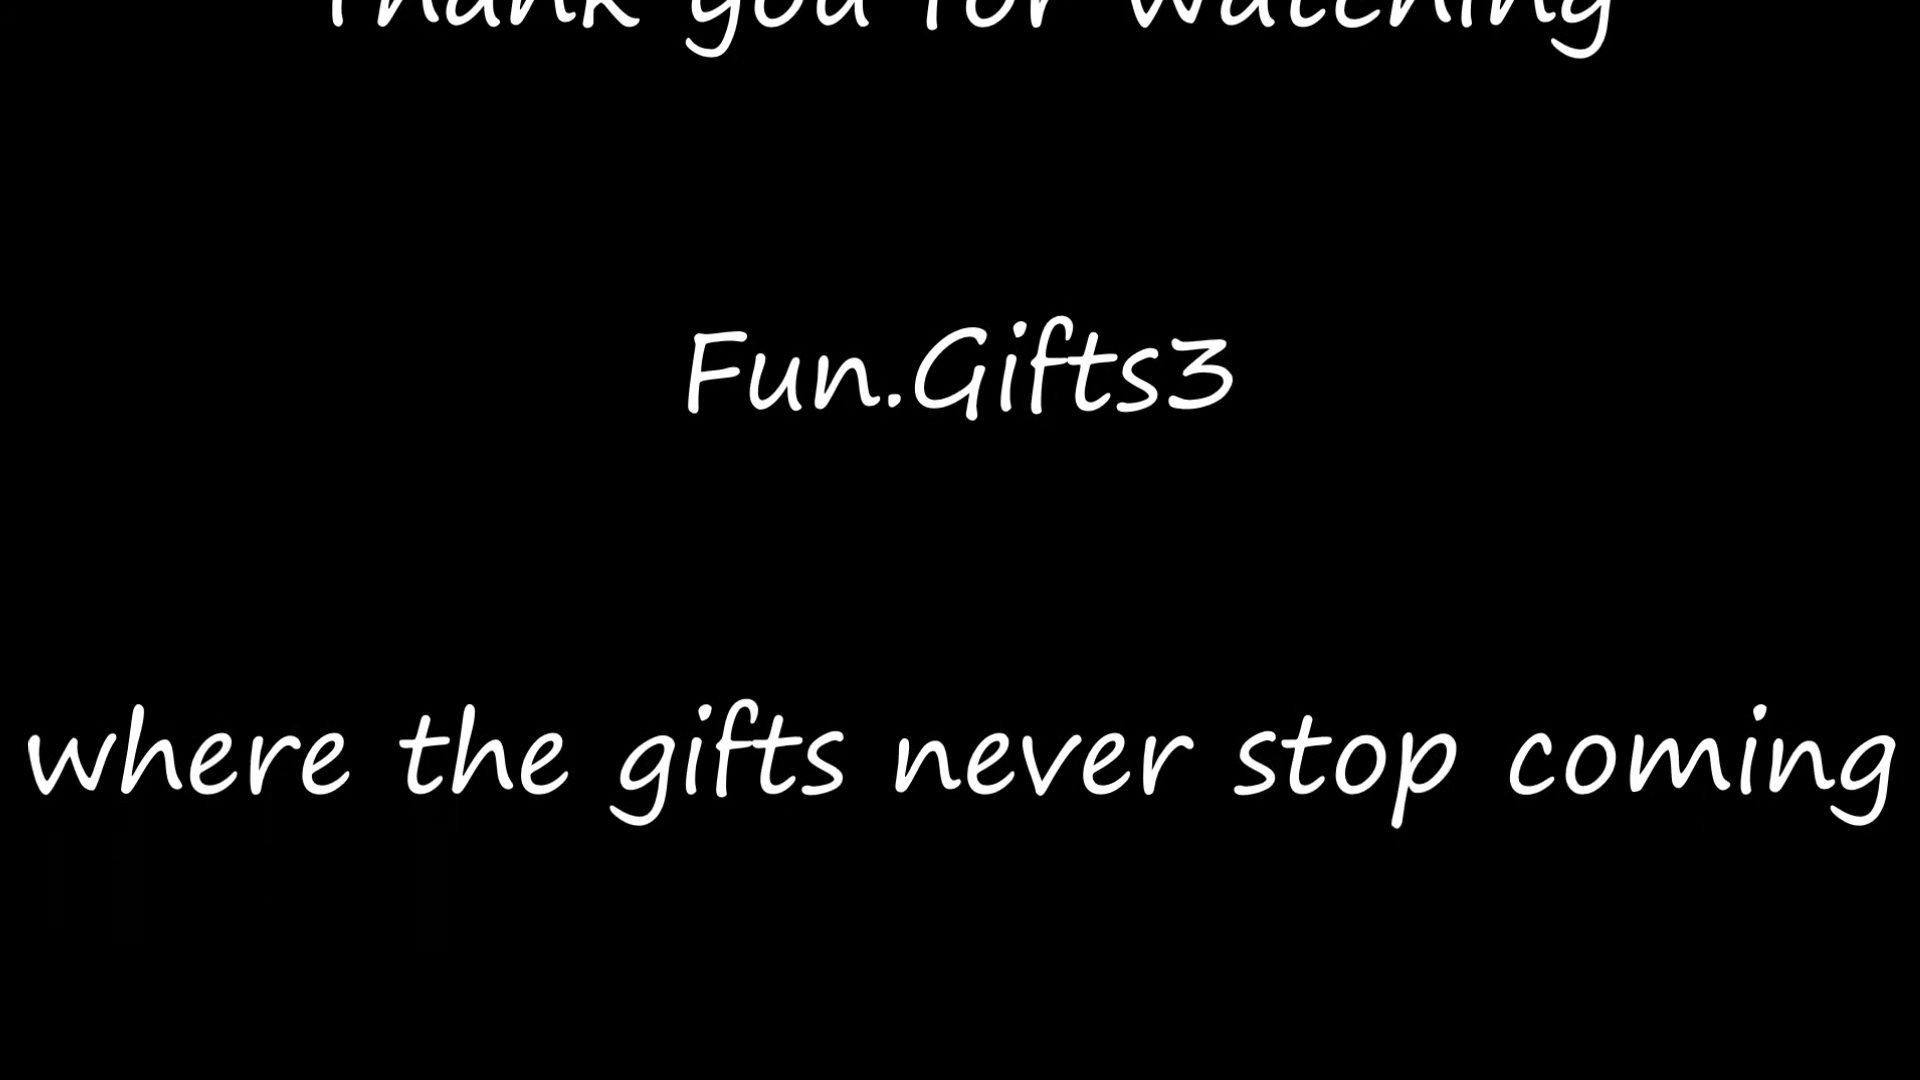 Thank you for watching
Fun.Gifts3
where the gifts never stop coming